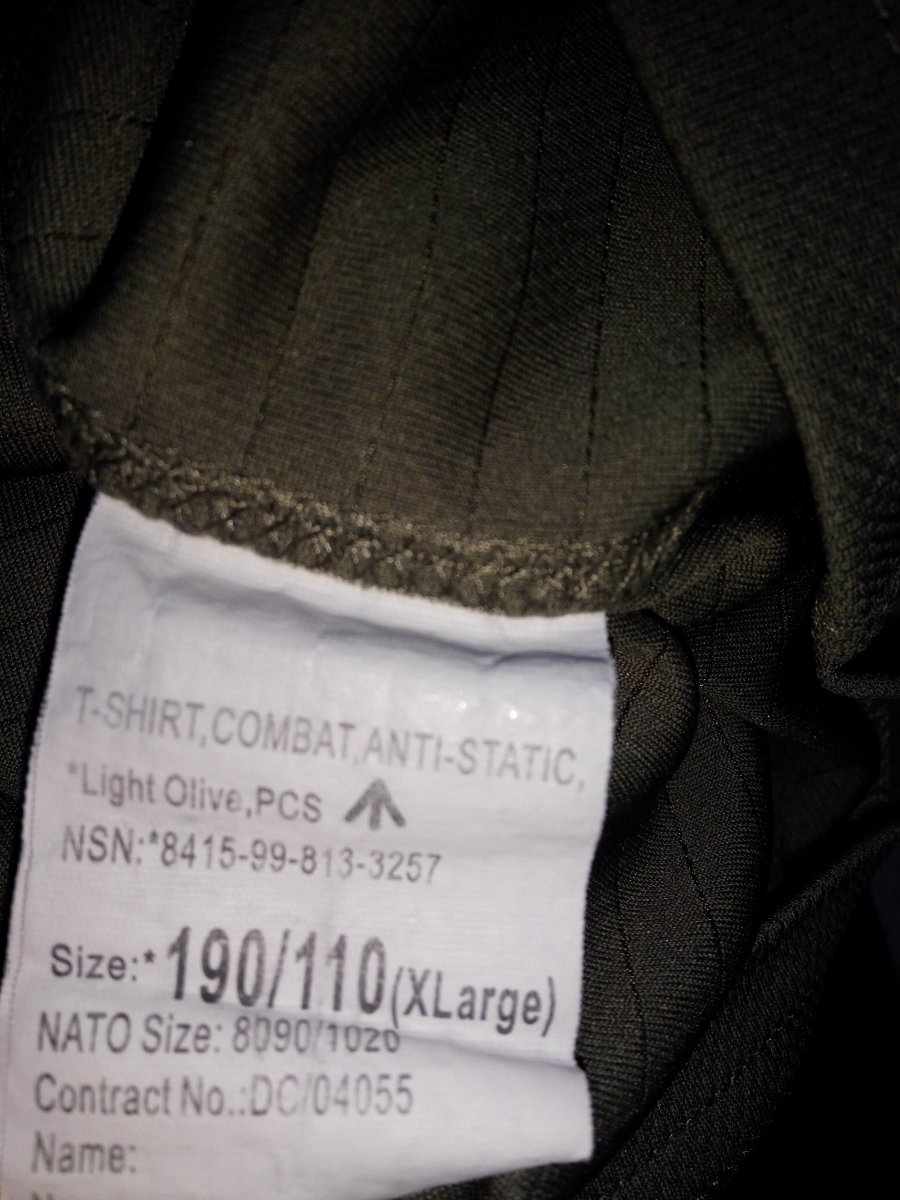 T-SHIRT,COMBAT,ANTI-STATIC,
*Light Olive,PCS
NSN:*8415-99-813-3257
Size:*190/110(XLarge)
NATO Size: 8090/1020
Contract No.:DC/04055
Name: